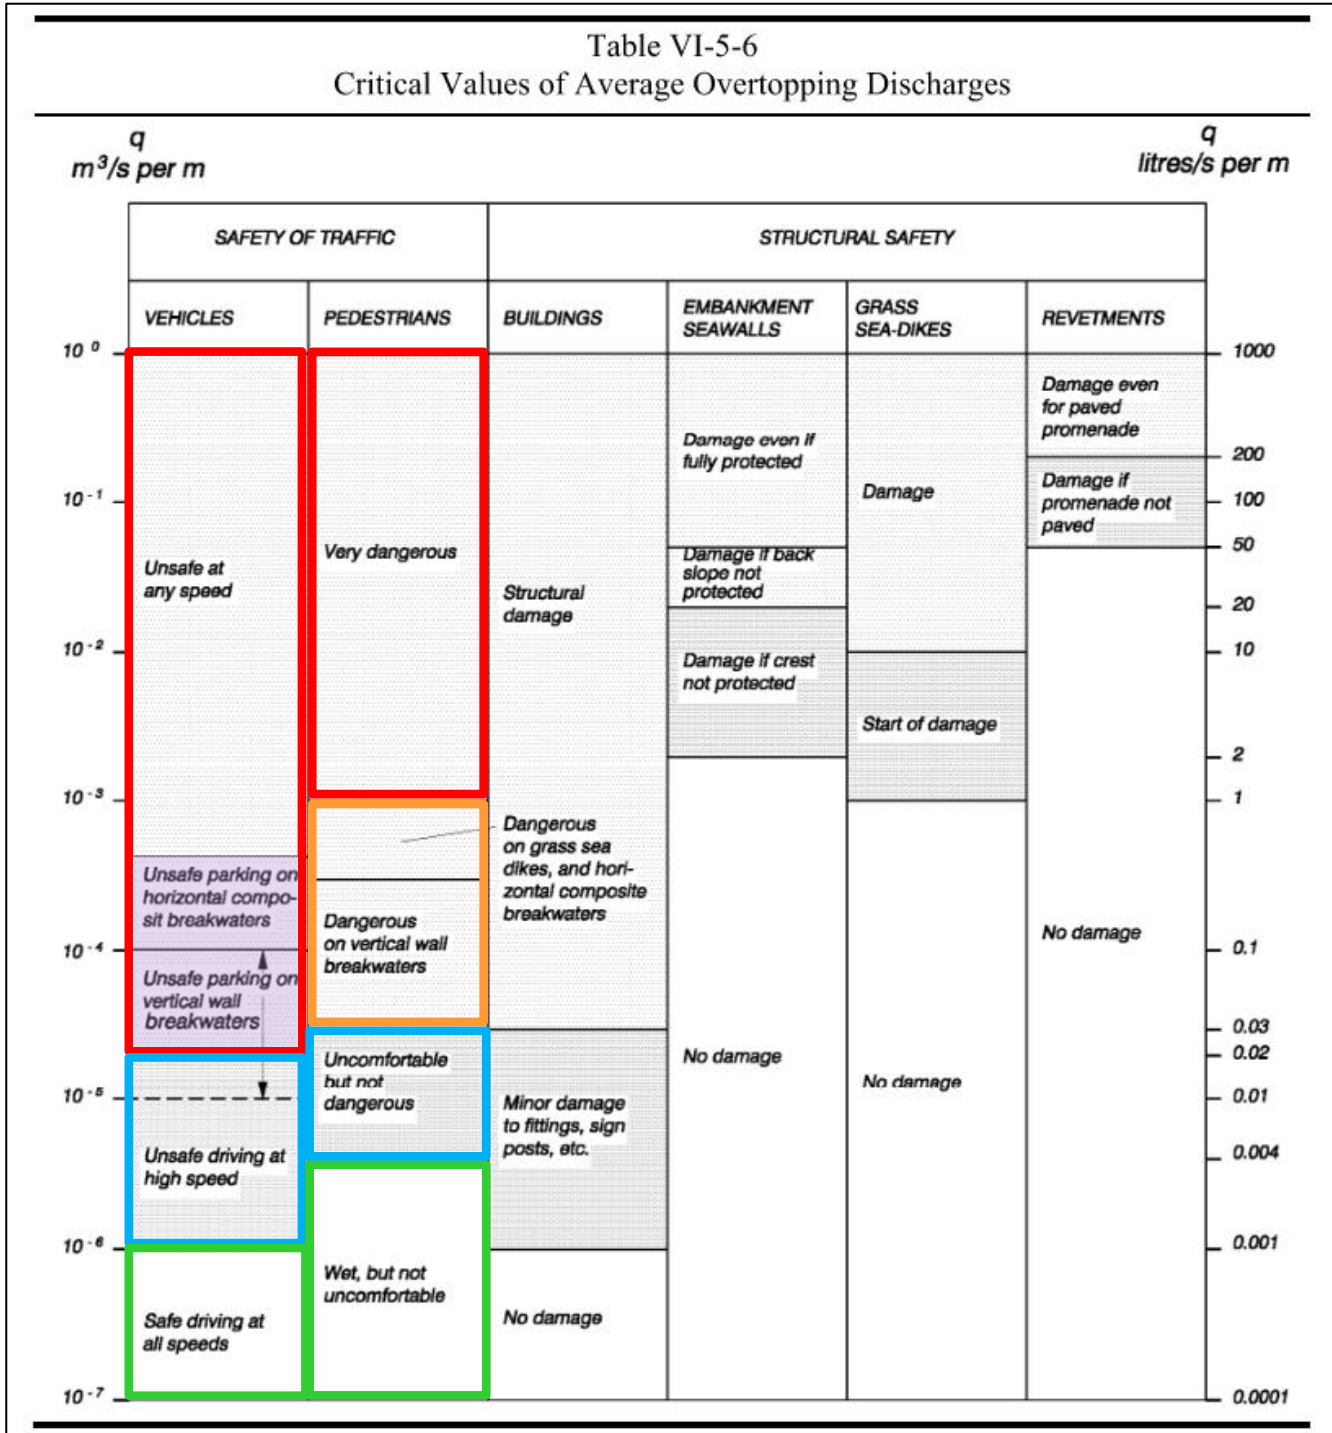 Table VI-5-6
Critical Values of Average Overtopping Discharges
q
m³/s per m
q
litres/s per m
SAFETY OF TRAFFIC
STRUCTURAL SAFETY
VEHICLES
PEDESTRIANS
BUILDINGS
EMBANKMENT
SEAWALLS
GRASS
SEA-DIKES
REVETMENTS
10⁰
10⁻¹
10⁻²
10⁻³
10⁻⁴
10⁻⁵
10⁻⁶
10⁻⁷
Unsafe at
any speed
Unsafe parking on
horizontal compo-
sit breakwaters
Unsafe parking on
vertical wall
breakwaters
Unsafe driving at
high speed
Safe driving at
all speeds
Very dangerous
Dangerous
on vertical wall
breakwaters
Uncomfortable
but not
dangerous
Wet, but not
uncomfortable
Structural
damage
Dangerous
on grass sea
dikes, and hori-
zontal composite
breakwaters
Minor damage
to fittings, sign
posts, etc.
No damage
Damage even if
fully protected
Damage if back
slope not
protected
Damage if crest
not protected
No damage
Damage
Start of damage
No damage
Damage even
for paved
promenade
Damage if
promenade not
paved
No damage
1000
200
100
50
20
10
2
1
0.1
0.03
0.02
0.01
0.004
0.001
0.0001